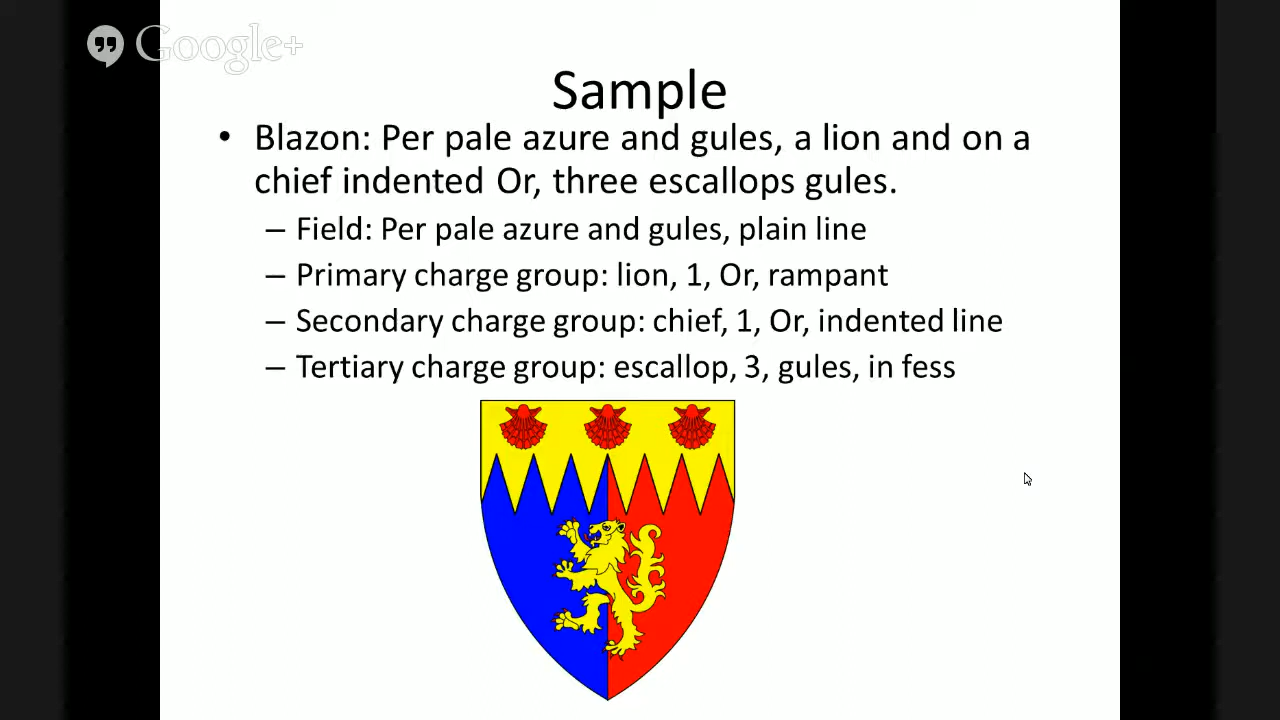 Google+
Sample
• Blazon: Per pale azure and gules, a lion and on a
chief indented Or, three escallops gules.
– Field: Per pale azure and gules, plain line
– Primary charge group: lion, 1, Or, rampant
– Secondary charge group: chief, 1, Or, indented line
– Tertiary charge group: escallop, 3, gules, in fess